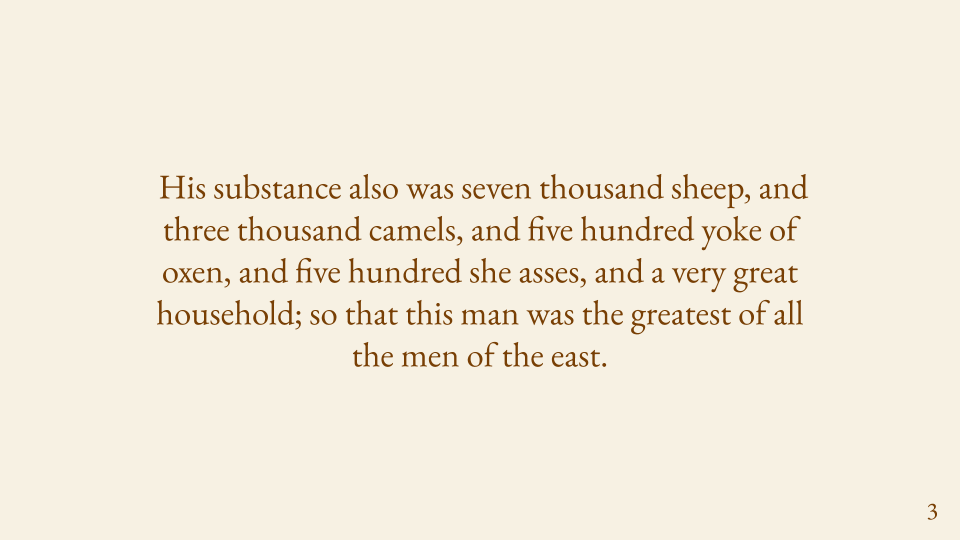 His substance also was seven thousand sheep, and
three thousand camels, and five hundred yoke of
oxen, and five hundred she asses, and a very great
household; so that this man was the greatest of all
the men of the east.
3